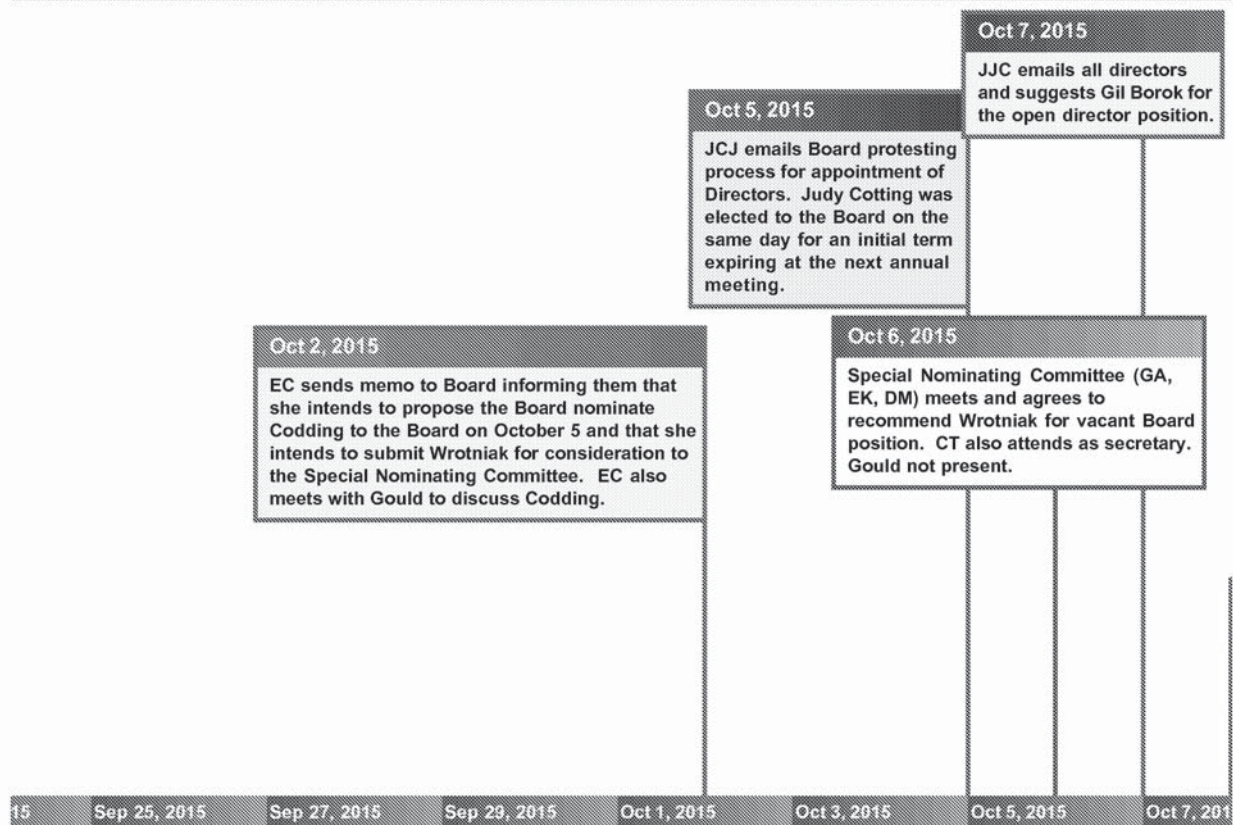 Oct 7, 2015
JJC emails all directors
and suggests Gil Borok for
the open director position.
Oct 5, 2015
JCJ emails Board protesting
process for appointment of
Directors. Judy Cotting was
elected to the Board on the
same day for an initial term
expiring at the next annual
meeting.
Oct 2, 2015
EC sends memo to Board informing them that
she intends to propose the Board nominate
Codding to the Board on October 5 and that she
intends to submit Wrotniak for consideration to
the Special Nominating Committee. EC also
meets with Gould to discuss Codding.
Oct 6, 2015
Special Nominating Committee (GA,
EK, DM) meets and agrees to
recommend Wrotniak for vacant Board
position. CT also attends as secretary.
Gould not present.
15 Sep 25, 2015 Sep 27, 2015 Sep 29, 2015 Oct 1, 2015 Oct 3, 2015 Oct 5, 2015 Oct 7, 201